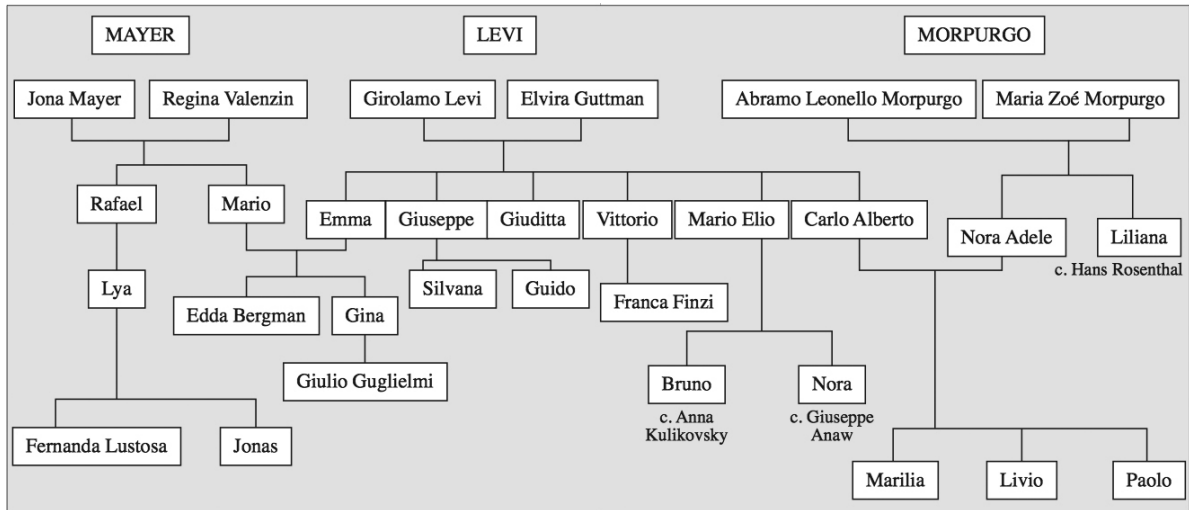 MAYER
LEVI
MORPURGO
Jona Mayer
Regina Valenzin
Girolamo Levi
Elvira Guttman
Abramo Leonello Morpurgo
Maria Zoé Morpurgo
Rafael
Mario
Emma
Giuseppe
Giuditta
Vittorio
Mario Elio
Carlo Alberto
Nora Adele
Liliana
c. Hans Rosenthal
Lya
Edda Bergman
Gina
Silvana
Guido
Franca Finzi
Giulio Guglielmi
Bruno
c. Anna
Kulikovsky
Nora
c. Giuseppe
Anaw
Fernanda Lustosa
Jonas
Marilia
Livio
Paolo